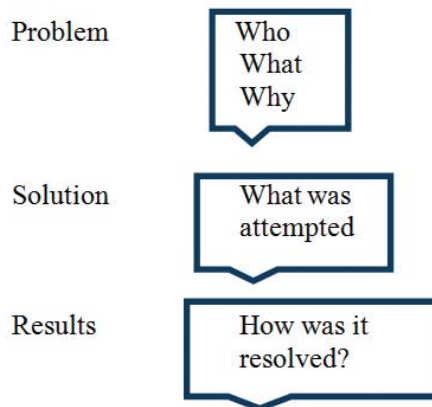 Problem
Who
What
Why
Solution
What was
attempted
Results
How was it
resolved?